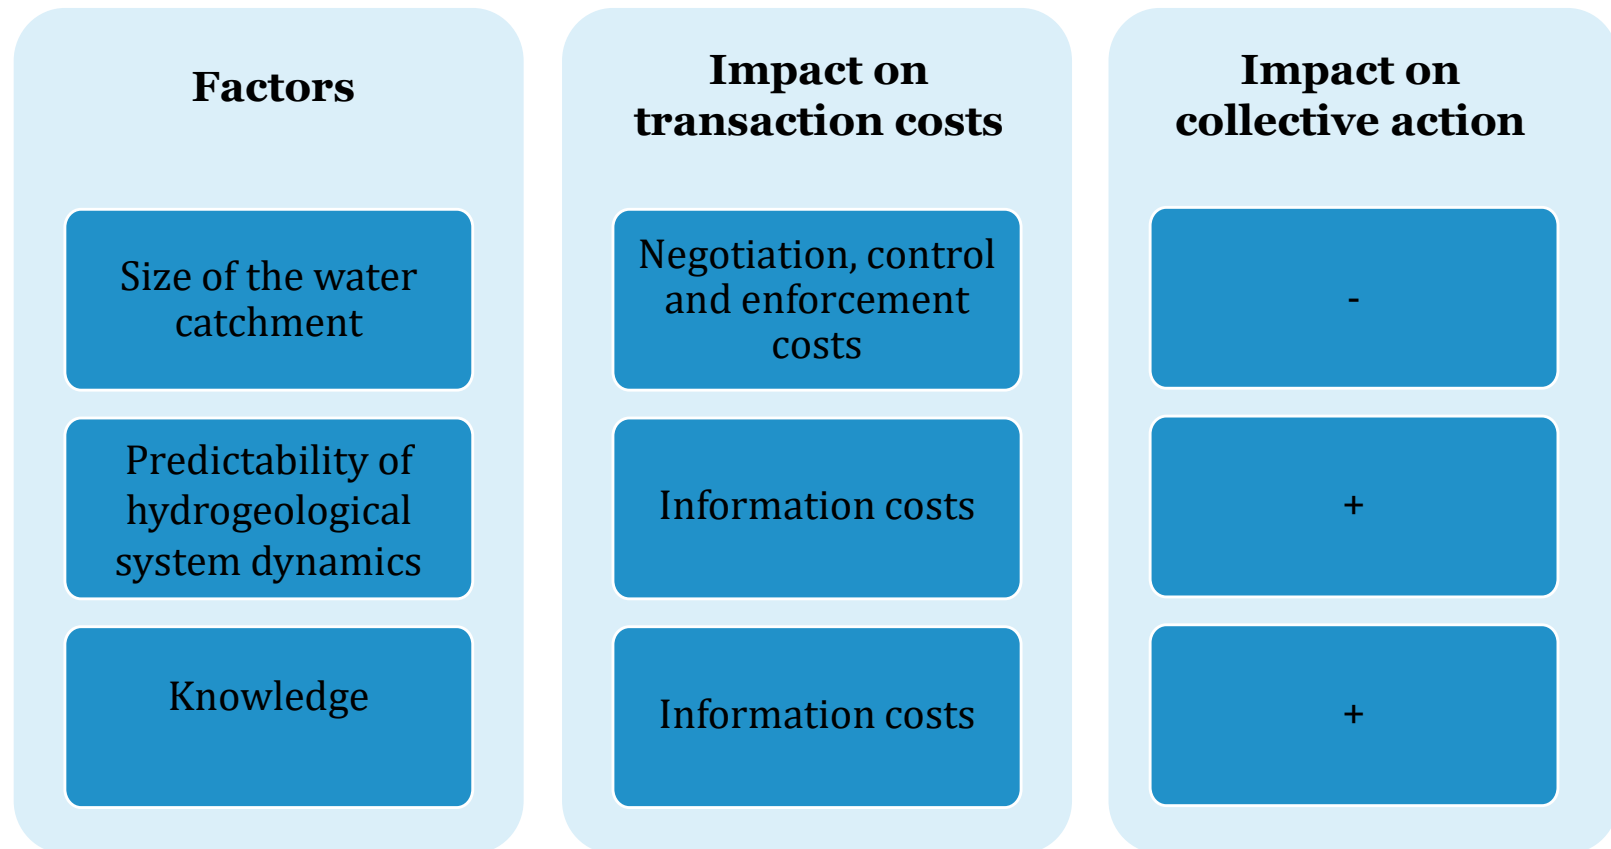 Factors
Size of the water
catchment
Predictability of
hydrogeological
system dynamics
Knowledge
Impact on
transaction costs
Negotiation, control
and enforcement
costs
Information costs
Information costs
Impact on
collective action
-
+
+